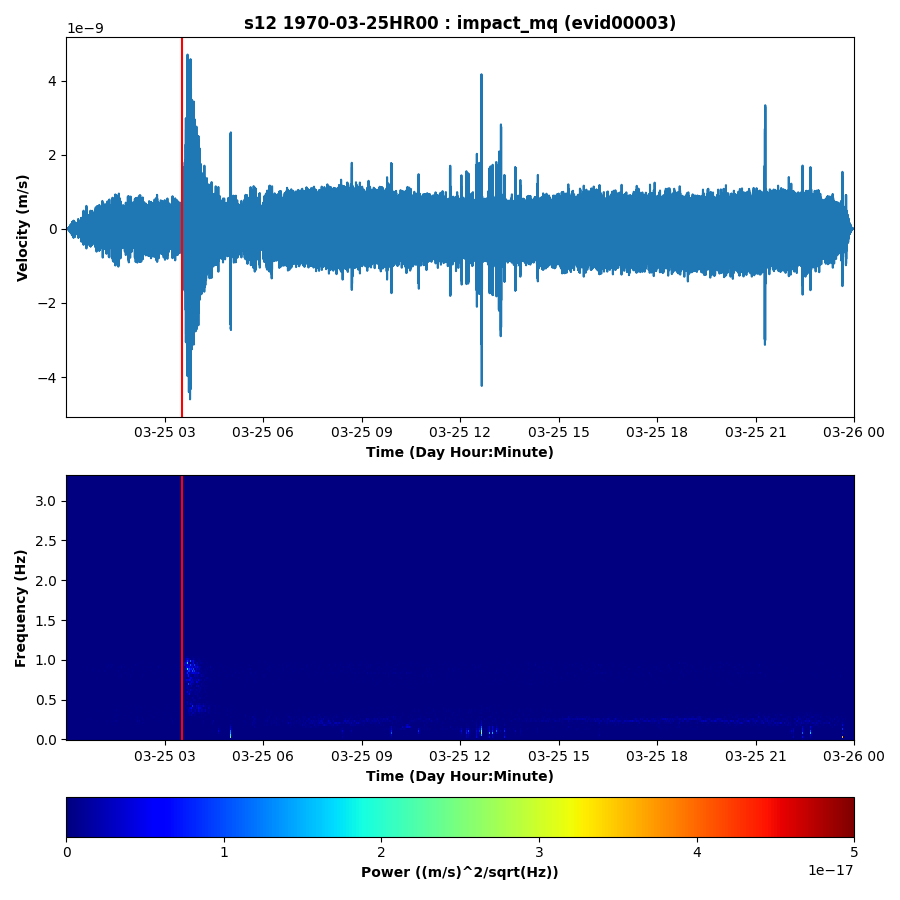 s12 1970-03-25HR00 : impact_mq (evid00003)
1e−9
4
2
0
−2
−4
Velocity (m/s)
03-25 03 03-25 06 03-25 09 03-25 12 03-25 15 03-25 18 03-25 21 03-26 00
Time (Day Hour:Minute)
3.0
2.5
2.0
1.5
1.0
0.5
0.0
Frequency (Hz)
03-25 03 03-25 06 03-25 09 03-25 12 03-25 15 03-25 18 03-25 21 03-26 00
Time (Day Hour:Minute)
0 1 2 3 4 5
1e−17
Power ((m/s)^2/sqrt(Hz))